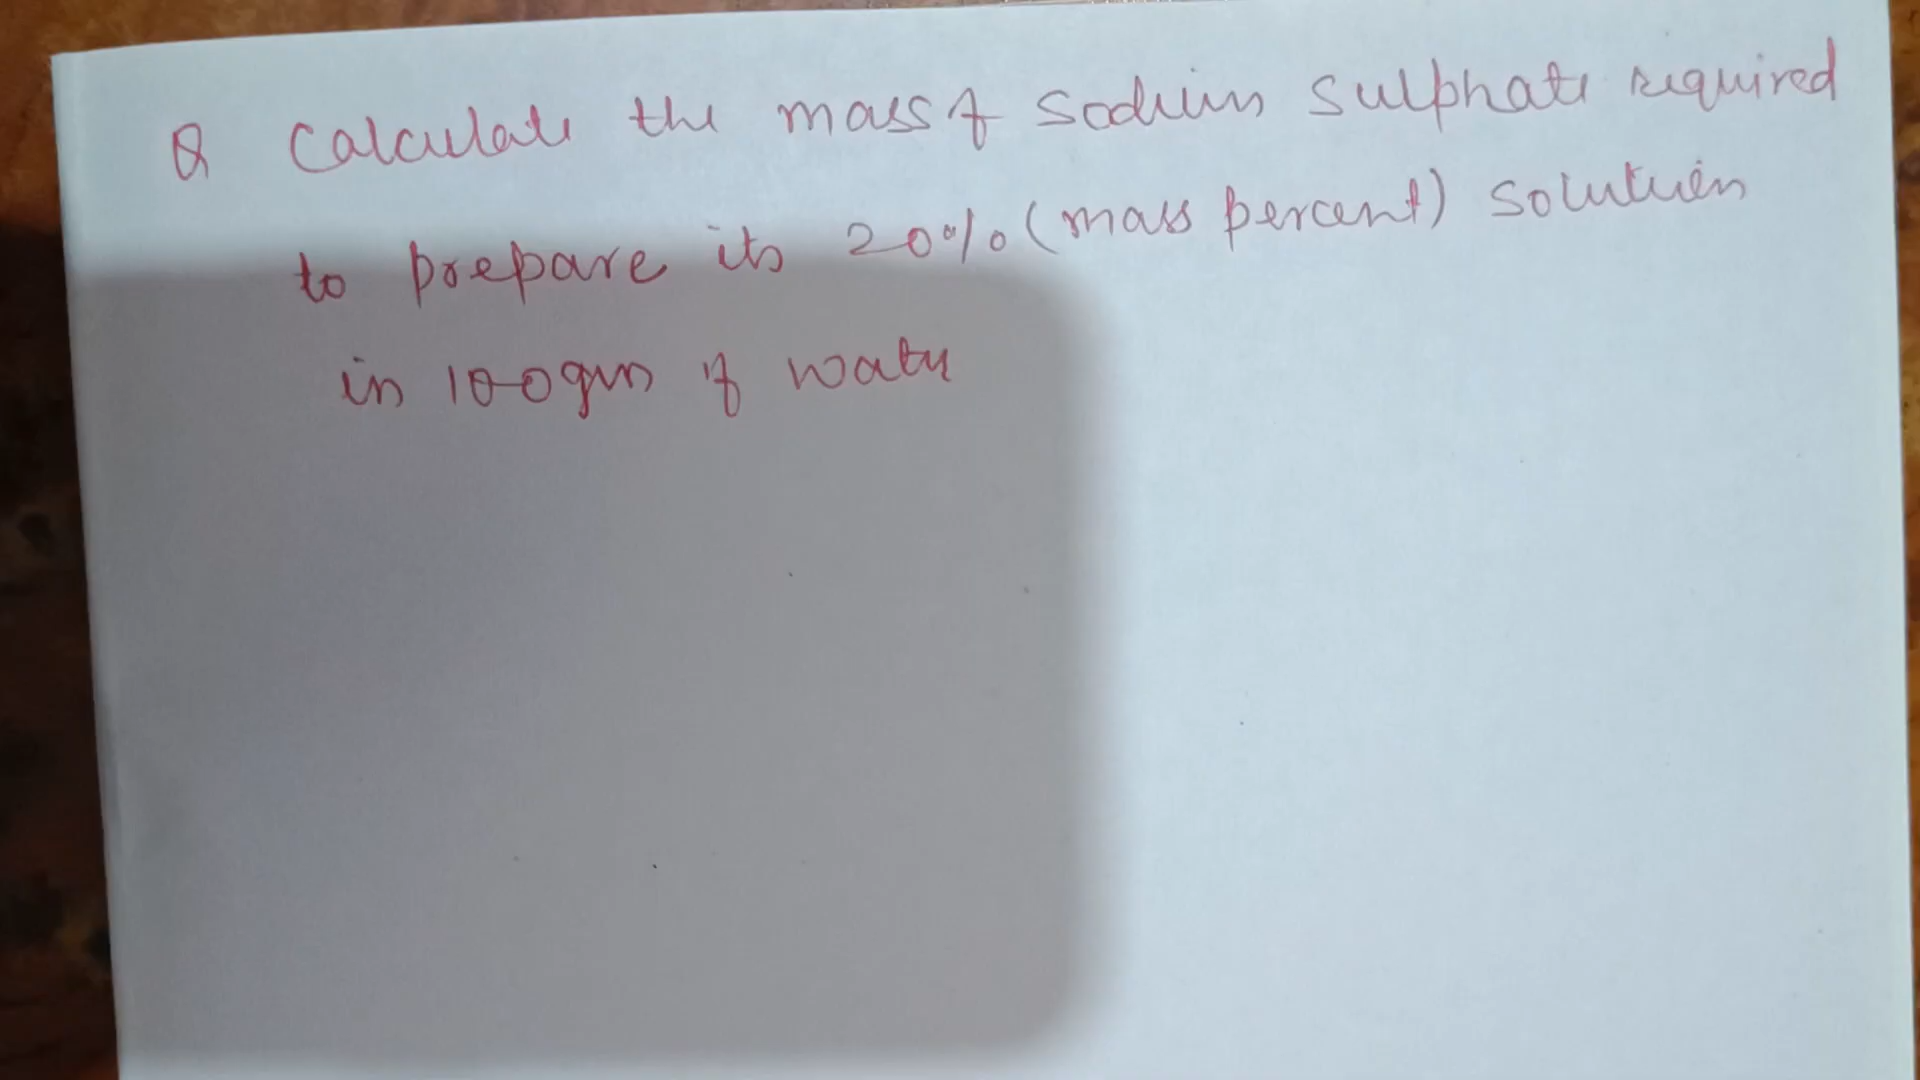 Q Calculate the mass of sodium sulphate required
to prepare its 20% (mass percent) solution
in 100gm of water